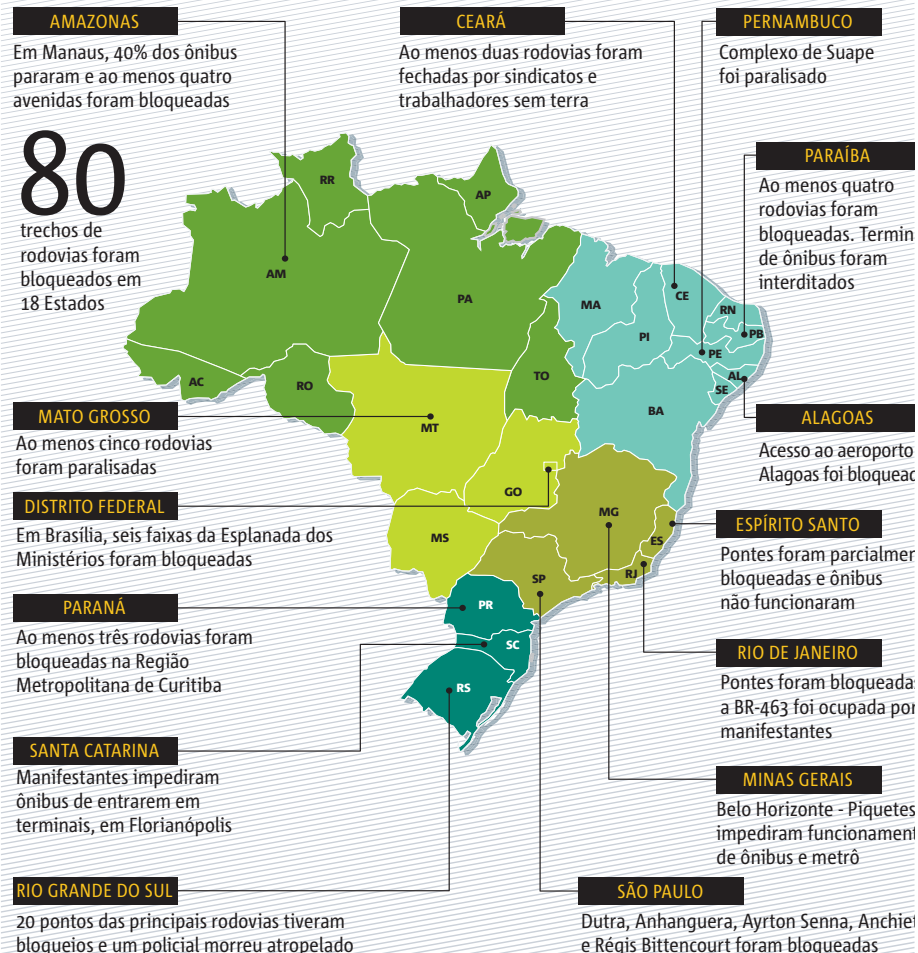 AMAZONAS
Em Manaus, 40% dos ônibus
pararam e ao menos quatro
avenidas foram bloqueadas
CEARÁ
Ao menos duas rodovias foram
fechadas por sindicatos e
trabalhadores sem terra
PERNAMBUCO
Complexo de Suape
foi paralisado
80
trechos de
rodovias foram
bloqueados em
18 Estados
PARAÍBA
Ao menos quatro
rodovias foram
bloqueadas. Termin
de ônibus foram
interditados
RR
AP
AM
PA
MA
CE
RN
PB
PI
PE
AC
RO
TO
AL
SE
BA
MT
GO
MG
MS
ES
SP
RJ
PR
SC
RS
MATO GROSSO
Ao menos cinco rodovias
foram paralisadas
ALAGOAS
Acesso ao aeroporto
Alagoas foi bloquead
DISTRITO FEDERAL
Em Brasília, seis faixas da Esplanada dos
Ministérios foram bloqueadas
ESPÍRITO SANTO
Pontes foram parcialmen
bloqueadas e ônibus
não funcionaram
PARANÁ
Ao menos três rodovias foram
bloqueadas na Região
Metropolitana de Curitiba
RIO DE JANEIRO
Pontes foram bloqueadas
a BR-463 foi ocupada por
manifestantes
SANTA CATARINA
Manifestantes impediram
ônibus de entrarem em
terminais, em Florianópolis
MINAS GERAIS
Belo Horizonte - Piquetes
impediram funcionament
de ônibus e metrô
RIO GRANDE DO SUL
20 pontos das principais rodovias tiveram
bloqueios e um policial morreu atropelado
SÃO PAULO
Dutra, Anhanguera, Ayrton Senna, Anchiet
e Régis Bittencourt foram bloqueadas